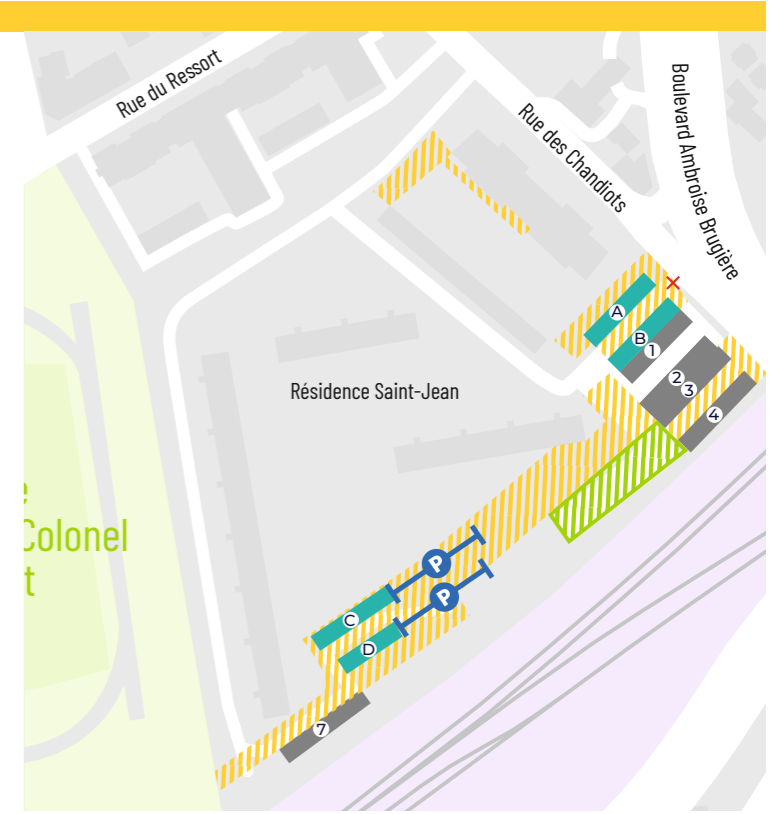 Rue du Ressort
Rue des Chandiots
Boulevard Ambroise Brugière
A
B
1
2
3
4
Résidence Saint-Jean
e
Colonel
t
P
P
C
D
7